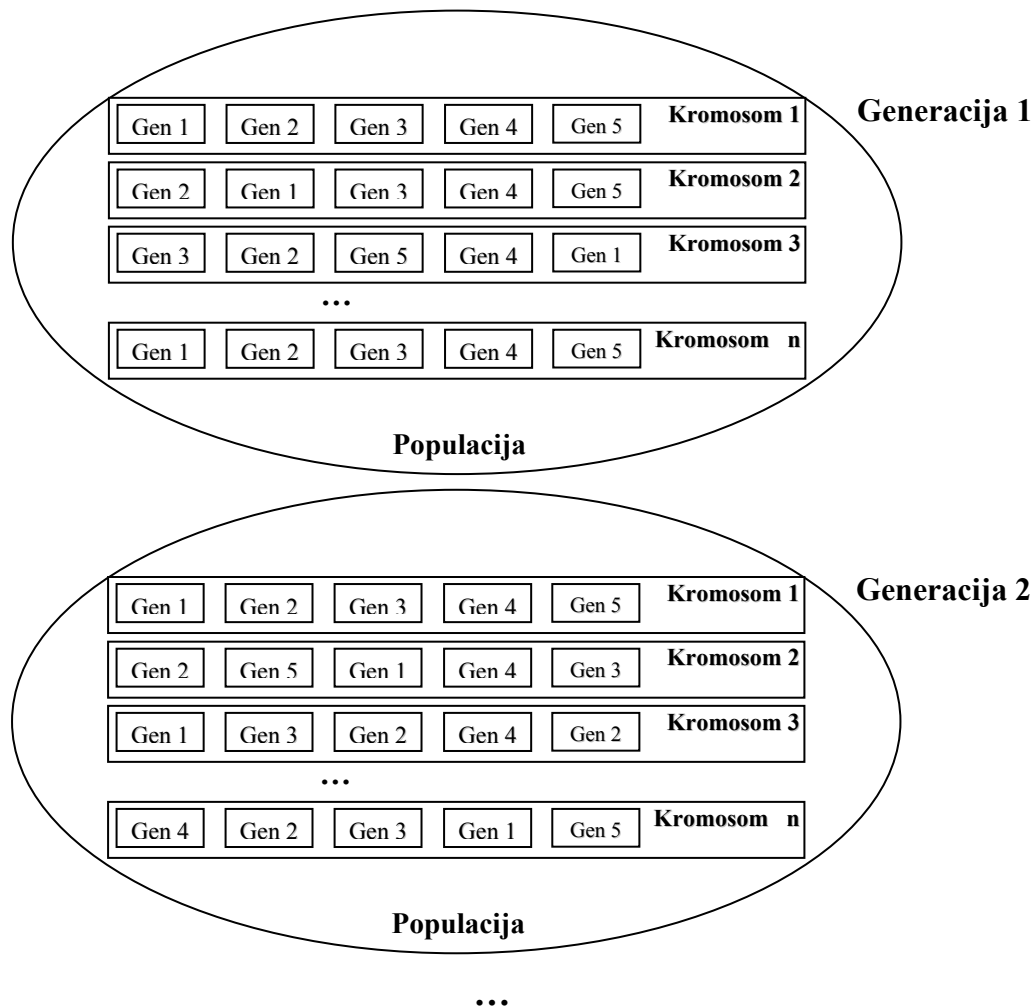 Gen 1 Gen 2 Gen 3 Gen 4 Gen 5 Kromosom 1 Generacija 1
Gen 2 Gen 1 Gen 3 Gen 4 Gen 5 Kromosom 2
Gen 3 Gen 2 Gen 5 Gen 4 Gen 1 Kromosom 3
...
Gen 1 Gen 2 Gen 3 Gen 4 Gen 5 Kromosom n
Populacija
Gen 1 Gen 2 Gen 3 Gen 4 Gen 5 Kromosom 1 Generacija 2
Gen 2 Gen 5 Gen 1 Gen 4 Gen 3 Kromosom 2
Gen 1 Gen 3 Gen 2 Gen 4 Gen 2 Kromosom 3
...
Gen 4 Gen 2 Gen 3 Gen 1 Gen 5 Kromosom n
Populacija
...